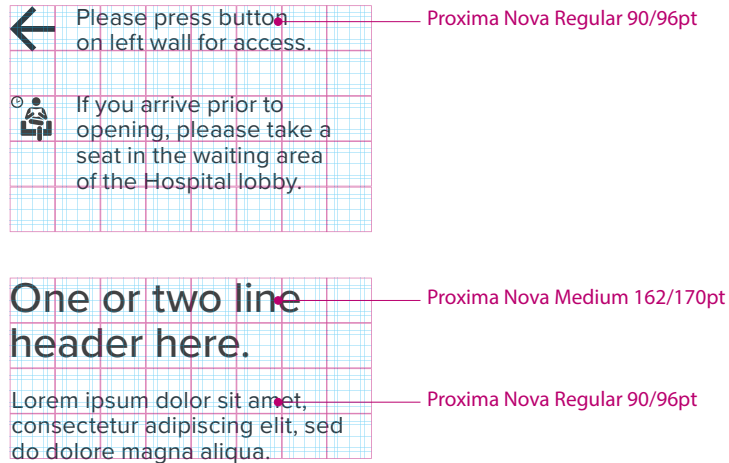 Please press button
on left wall for access.
Proxima Nova Regular 90/96pt
If you arrive prior to
opening, pleaase take a
seat in the waiting area
of the Hospital lobby.
One or two line
header here.
Proxima Nova Medium 162/170pt
Lorem ipsum dolor sit amet,
consectetur adipiscing elit, sed
do dolore magna aliqua.
Proxima Nova Regular 90/96pt